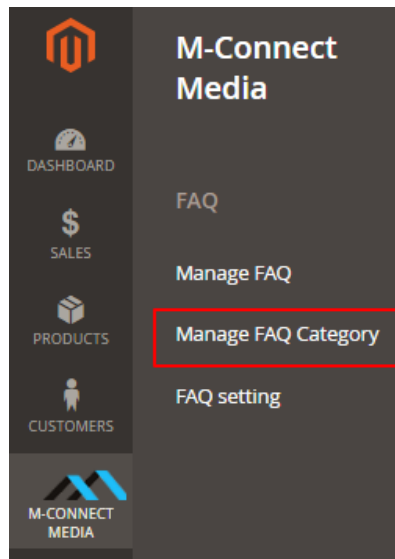 DASHBOARD
$
SALES
PRODUCTS
CUSTOMERS
M-CONNECT
MEDIA
M-Connect
Media
FAQ
Manage FAQ
Manage FAQ Category
FAQ setting